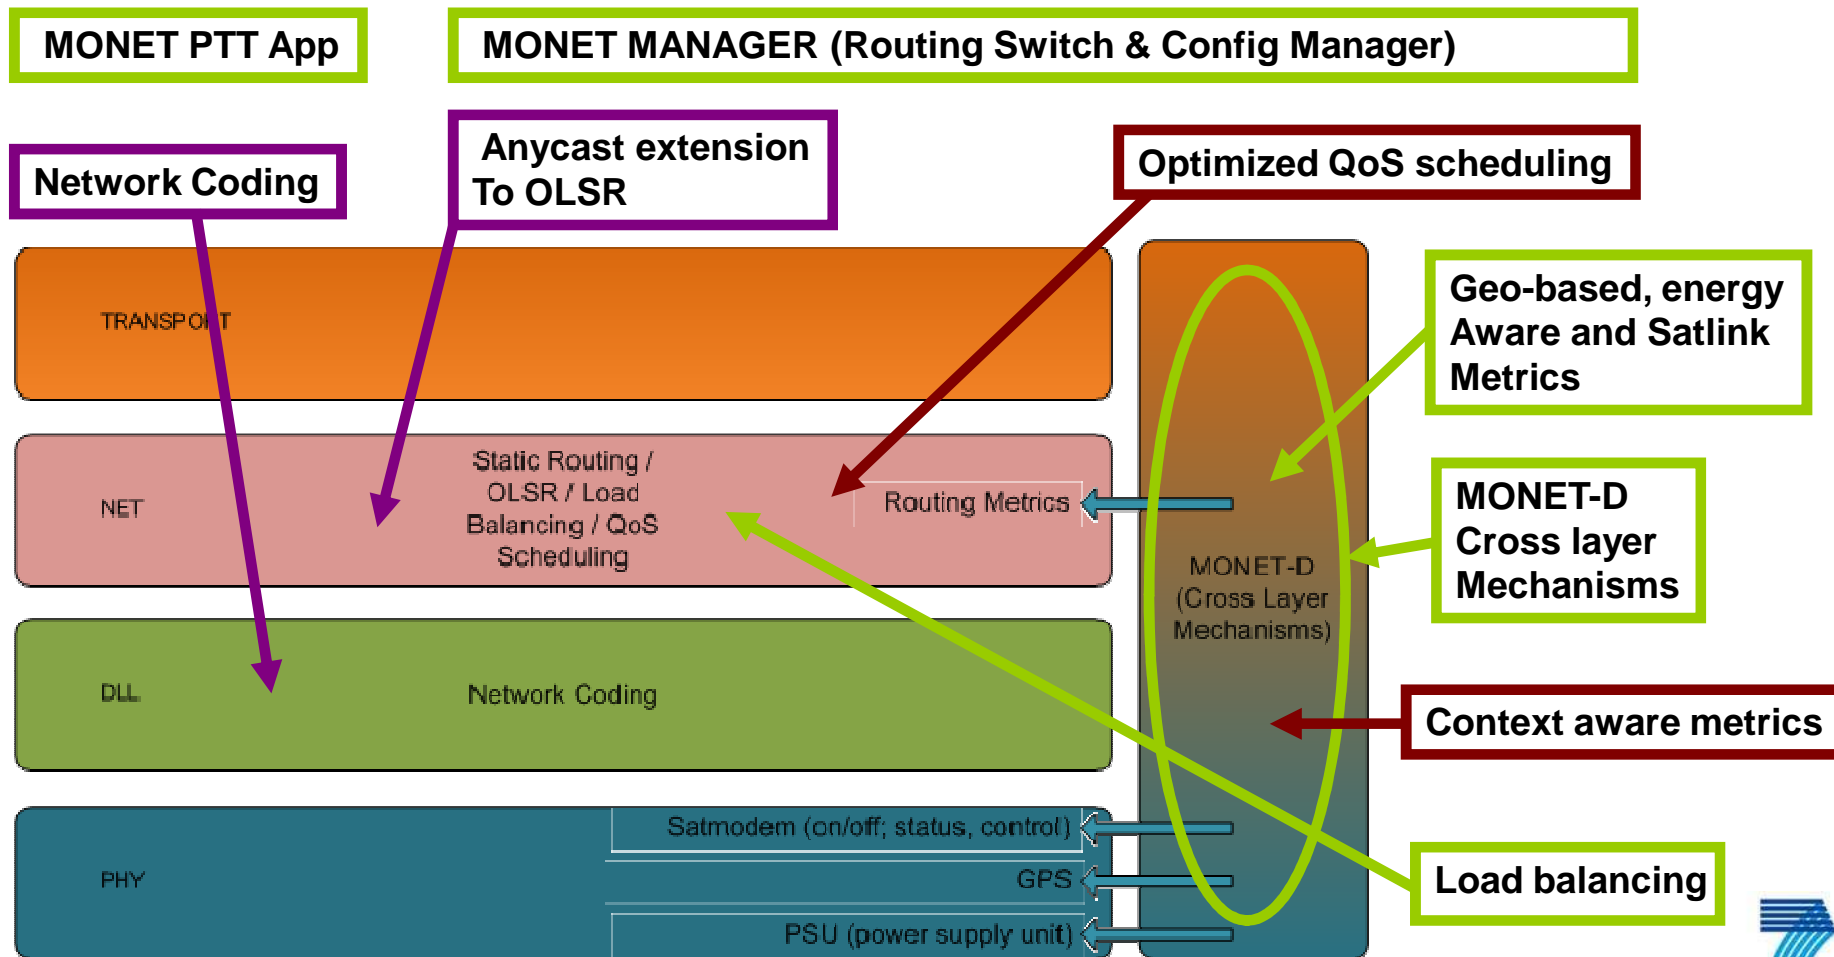 MONET PTT App
MONET MANAGER (Routing Switch & Config Manager)
Network Coding
Anycast extension
To OLSR
Optimized QoS scheduling
TRANSPORT
Geo-based, energy
Aware and Satlink
Metrics
NET
Static Routing /
OLSR / Load
Balancing / QoS
Scheduling
Routing Metrics
MONET-D
(Cross Layer
Mechanisms)
MONET-D
Cross layer
Mechanisms
DLL
Network Coding
Context aware metrics
PHY
Satmodem (on/off; status, control)
GPS
PSU (power supply unit)
Load balancing